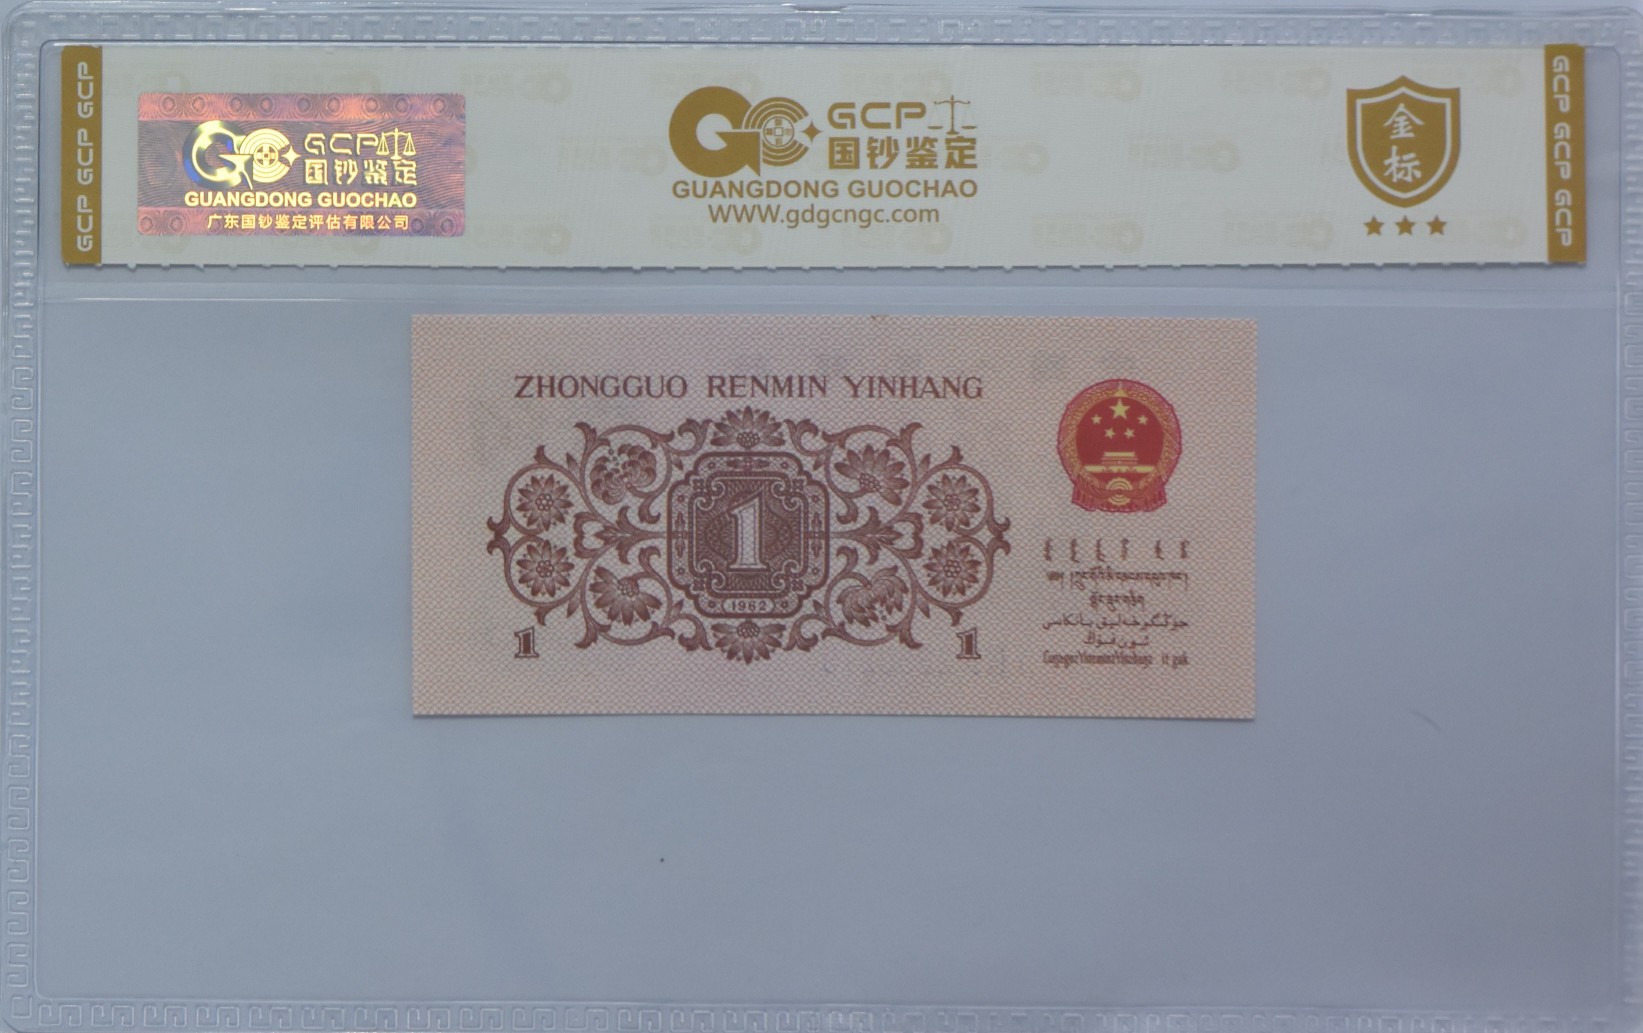 GCP GCP GCP
GCP
国钞鉴定
GUANGDONG GUOCHAO
广东国钞鉴定评估有限公司
GCP
国钞鉴定
GUANGDONG GUOCHAO
WWW.gdgcngc.com
金
标
GCP GCP GCP
ZHONGGUO RENMIN YINHANG
1
1962
1
1